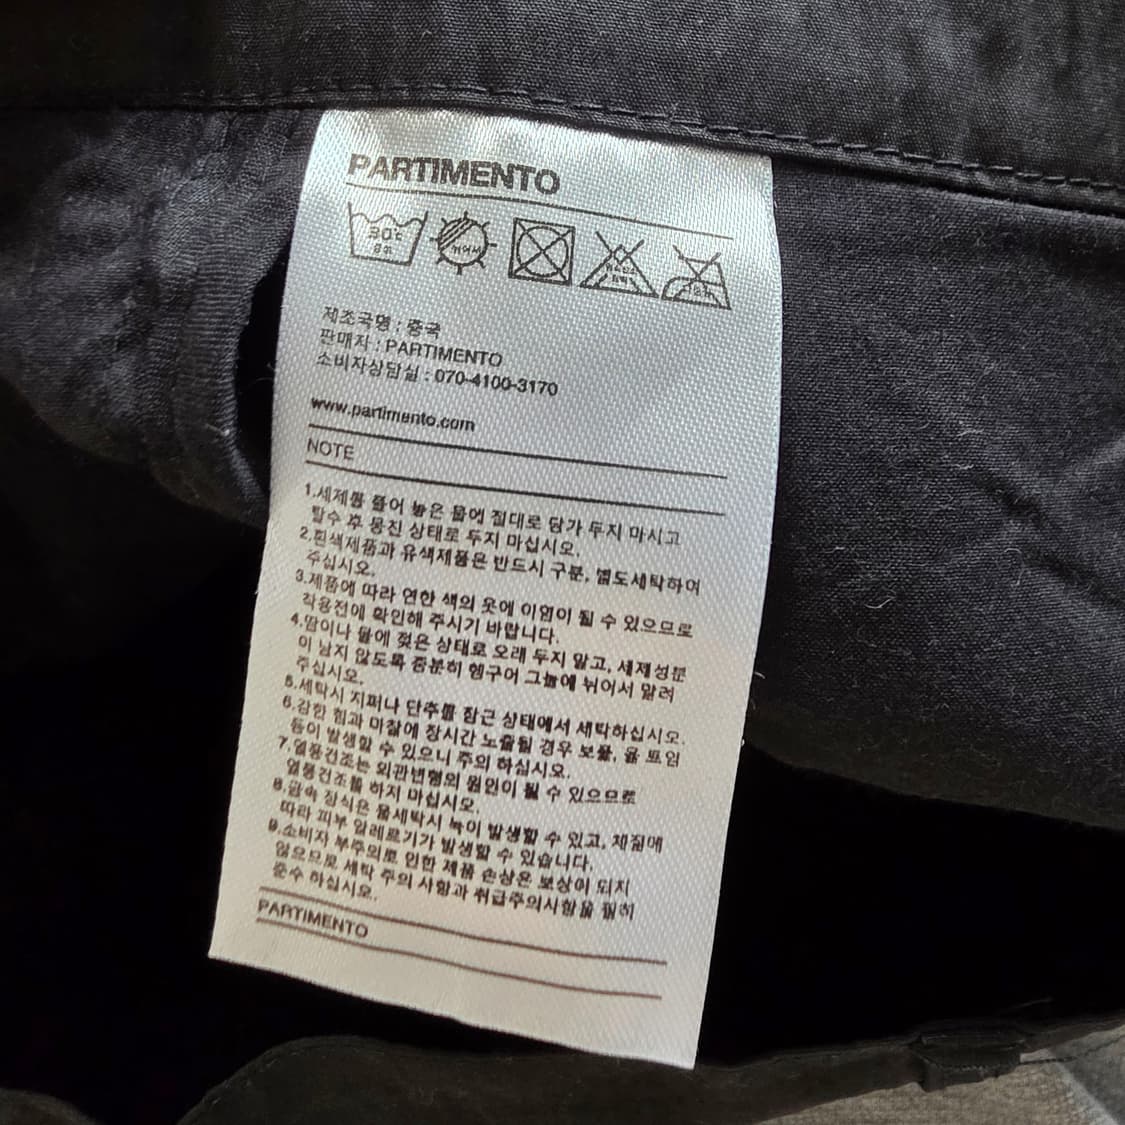 PARTIMENTO
30℃
중성
뉘어서
염소표백
제조국명 : 중국
판매처 : PARTIMENTO
소비자상담실 : 070-4100-3170
www.partimento.com
NOTE
1.세제를 풀어 놓은 물에 절대로 담가 두지 마시고
탈수 후 뭉친 상태로 두지 마십시오.
2.흰색제품과 유색제품은 반드시 구분, 별도세탁하여
주십시오.
3.제품에 따라 연한 색의 옷에 이염이 될 수 있으므로
착용전에 확인해 주시기 바랍니다.
4.땀이나 물에 젖은 상태로 오래 두지 말고, 세제성분
이 남지 않도록 충분히 헹구어 그늘에 뉘어서 말려
주십시오.
5.세탁시 지퍼나 단추를 잠근 상태에서 세탁하십시오.
6.강한 힘과 마찰에 장시간 노출될 경우 보풀, 올 뜨임
등이 발생할 수 있으니 주의 하십시오.
7.열풍건조는 외관변형의 원인이 될 수 있으므로
열풍건조를 하지 마십시오.
8.금속 장식은 물세탁시 녹이 발생할 수 있고, 체질에
따라 피부 알레르기가 발생할 수 있습니다.
9.소비자 부주의로 인한 제품 손상은 보상이 되지
않으므로 세탁 주의 사항과 취급주의사항을 필히
준수 하십시오.
PARTIMENTO